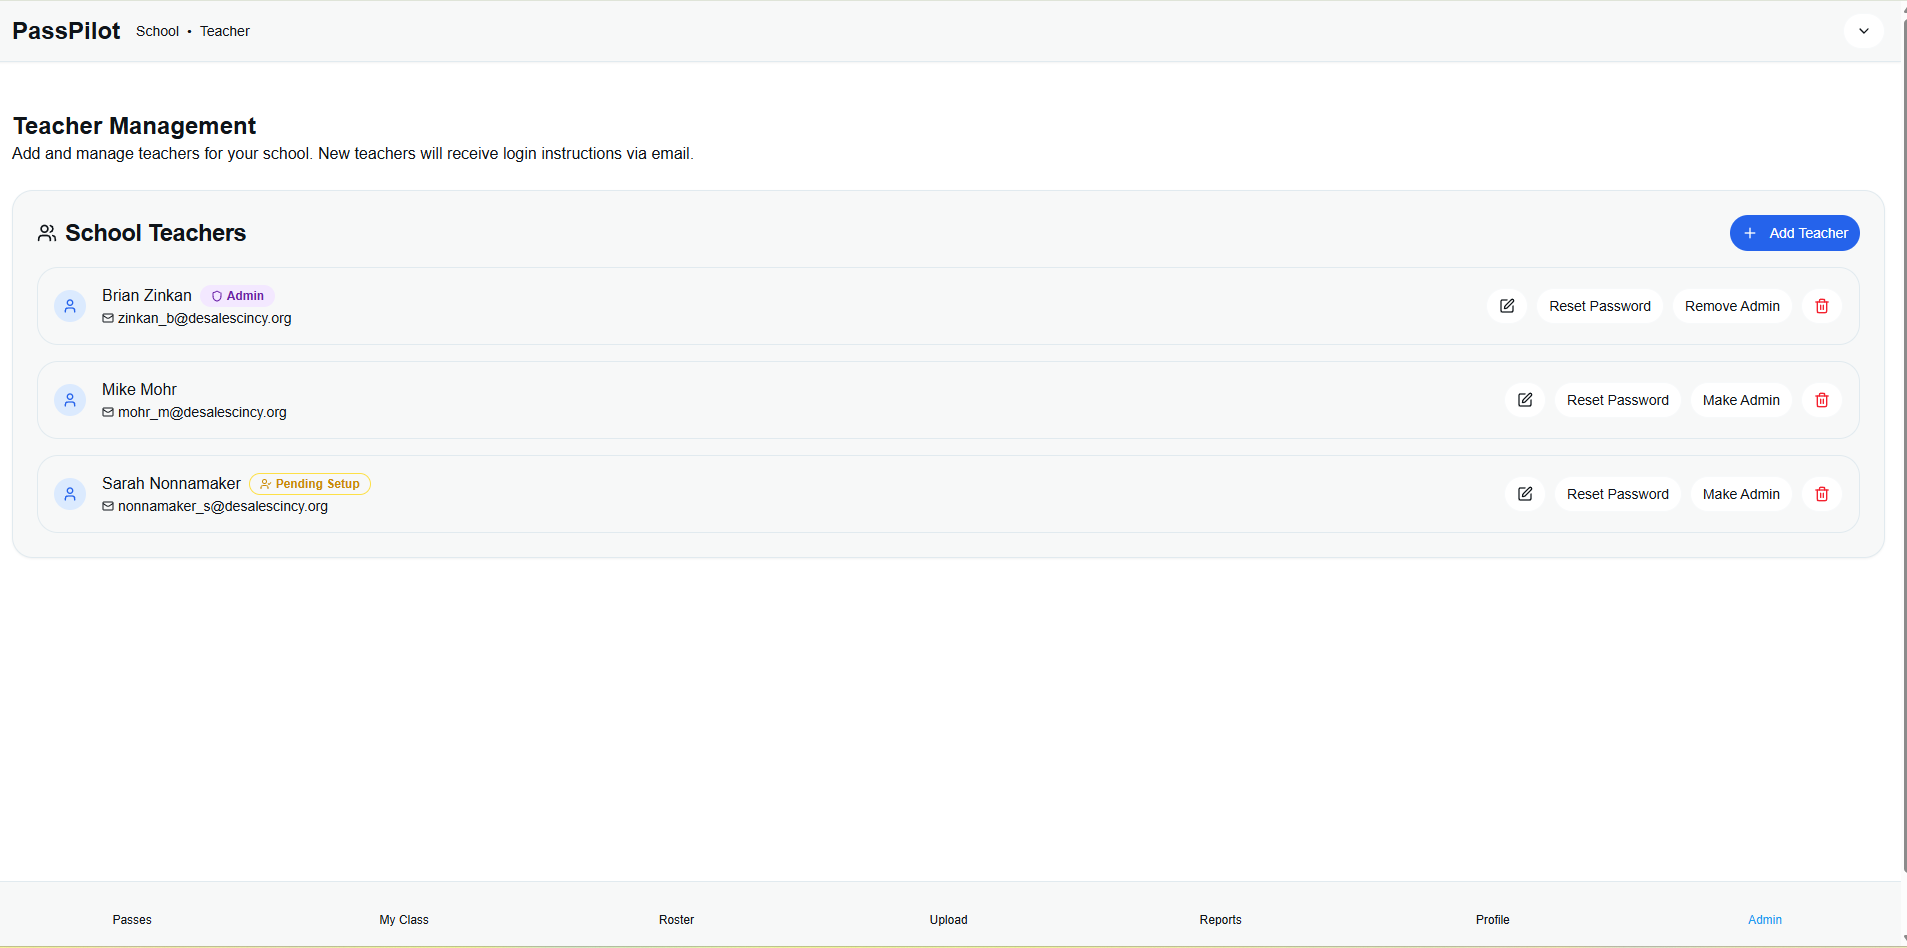 PassPilot School • Teacher
Teacher Management
Add and manage teachers for your school. New teachers will receive login instructions via email.
School Teachers
Add Teacher
Brian Zinkan Admin
zinkan_b@desalescincy.org
Reset Password Remove Admin
Mike Mohr
mohr_m@desalescincy.org
Reset Password Make Admin
Sarah Nonnamaker Pending Setup
nonnamaker_s@desalescincy.org
Reset Password Make Admin
Passes My Class Roster Upload Reports Profile Admin